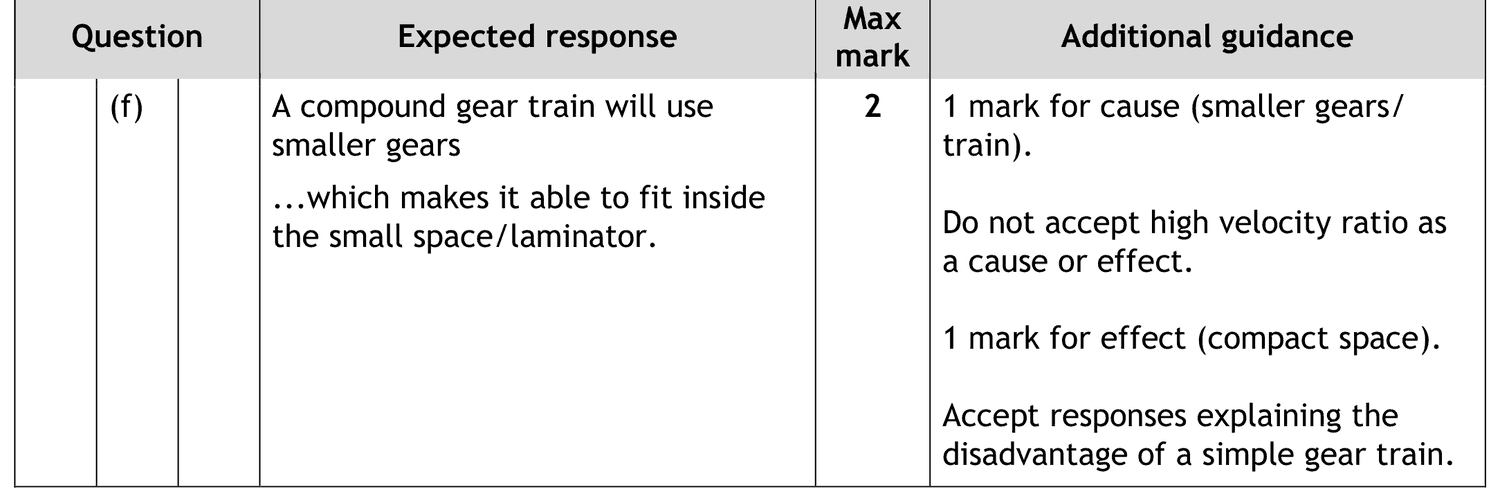 Question
Expected response
Max
mark
Additional guidance
(f)
A compound gear train will use
smaller gears
...which makes it able to fit inside
the small space/laminator.
2
1 mark for cause (smaller gears/
train).
Do not accept high velocity ratio as
a cause or effect.
1 mark for effect (compact space).
Accept responses explaining the
disadvantage of a simple gear train.